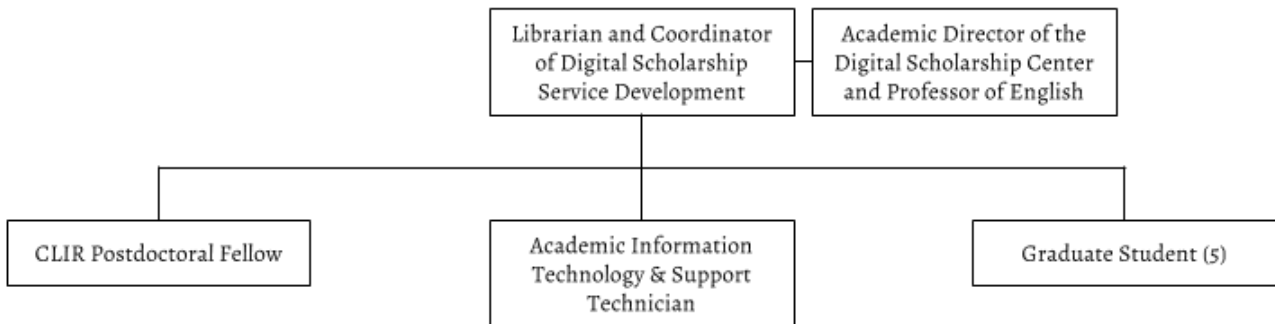 Librarian and Coordinator
of Digital Scholarship
Service Development
Academic Director of the
Digital Scholarship Center
and Professor of English
CLIR Postdoctoral Fellow
Academic Information
Technology & Support
Technician
Graduate Student (5)